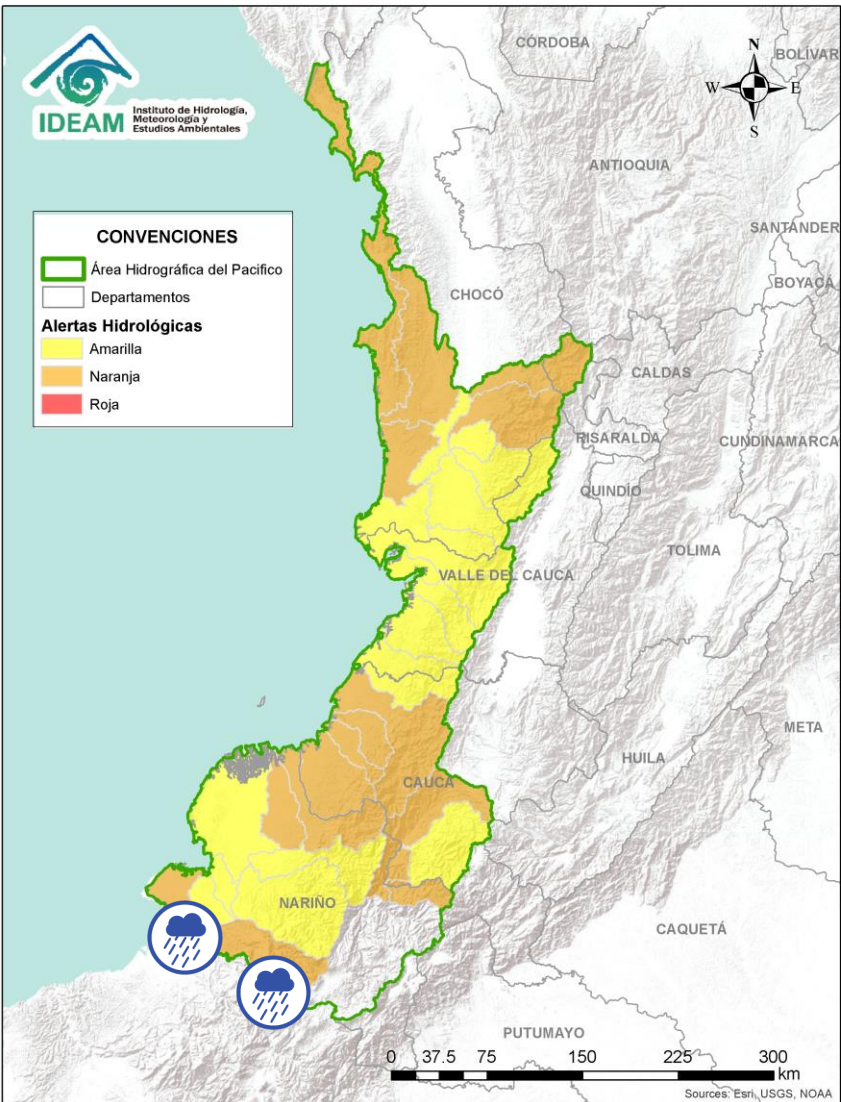 IDEAM
Instituto de Hidrología,
Meteorología y
Estudios Ambientales
N
W
E
S
CÓRDOBA
BOLIVAR
ANTIOQUIA
SANTANDER
BOYACÁ
CHOCÓ
CALDAS
RISARALDA
CUNDINAMARCA
QUINDÍO
TOLIMA
VALLE DEL CAUCA
META
HUILA
CAUCA
NARIÑO
CAQUETÁ
PUTUMAYO
CONVENCIONES
Área Hidrográfica del Pacifico
Departamentos
Alertas Hidrológicas
Amarilla
Naranja
Roja
0 37.5 75 150 225 300
km
Sources: Esri, USGS, NOAA